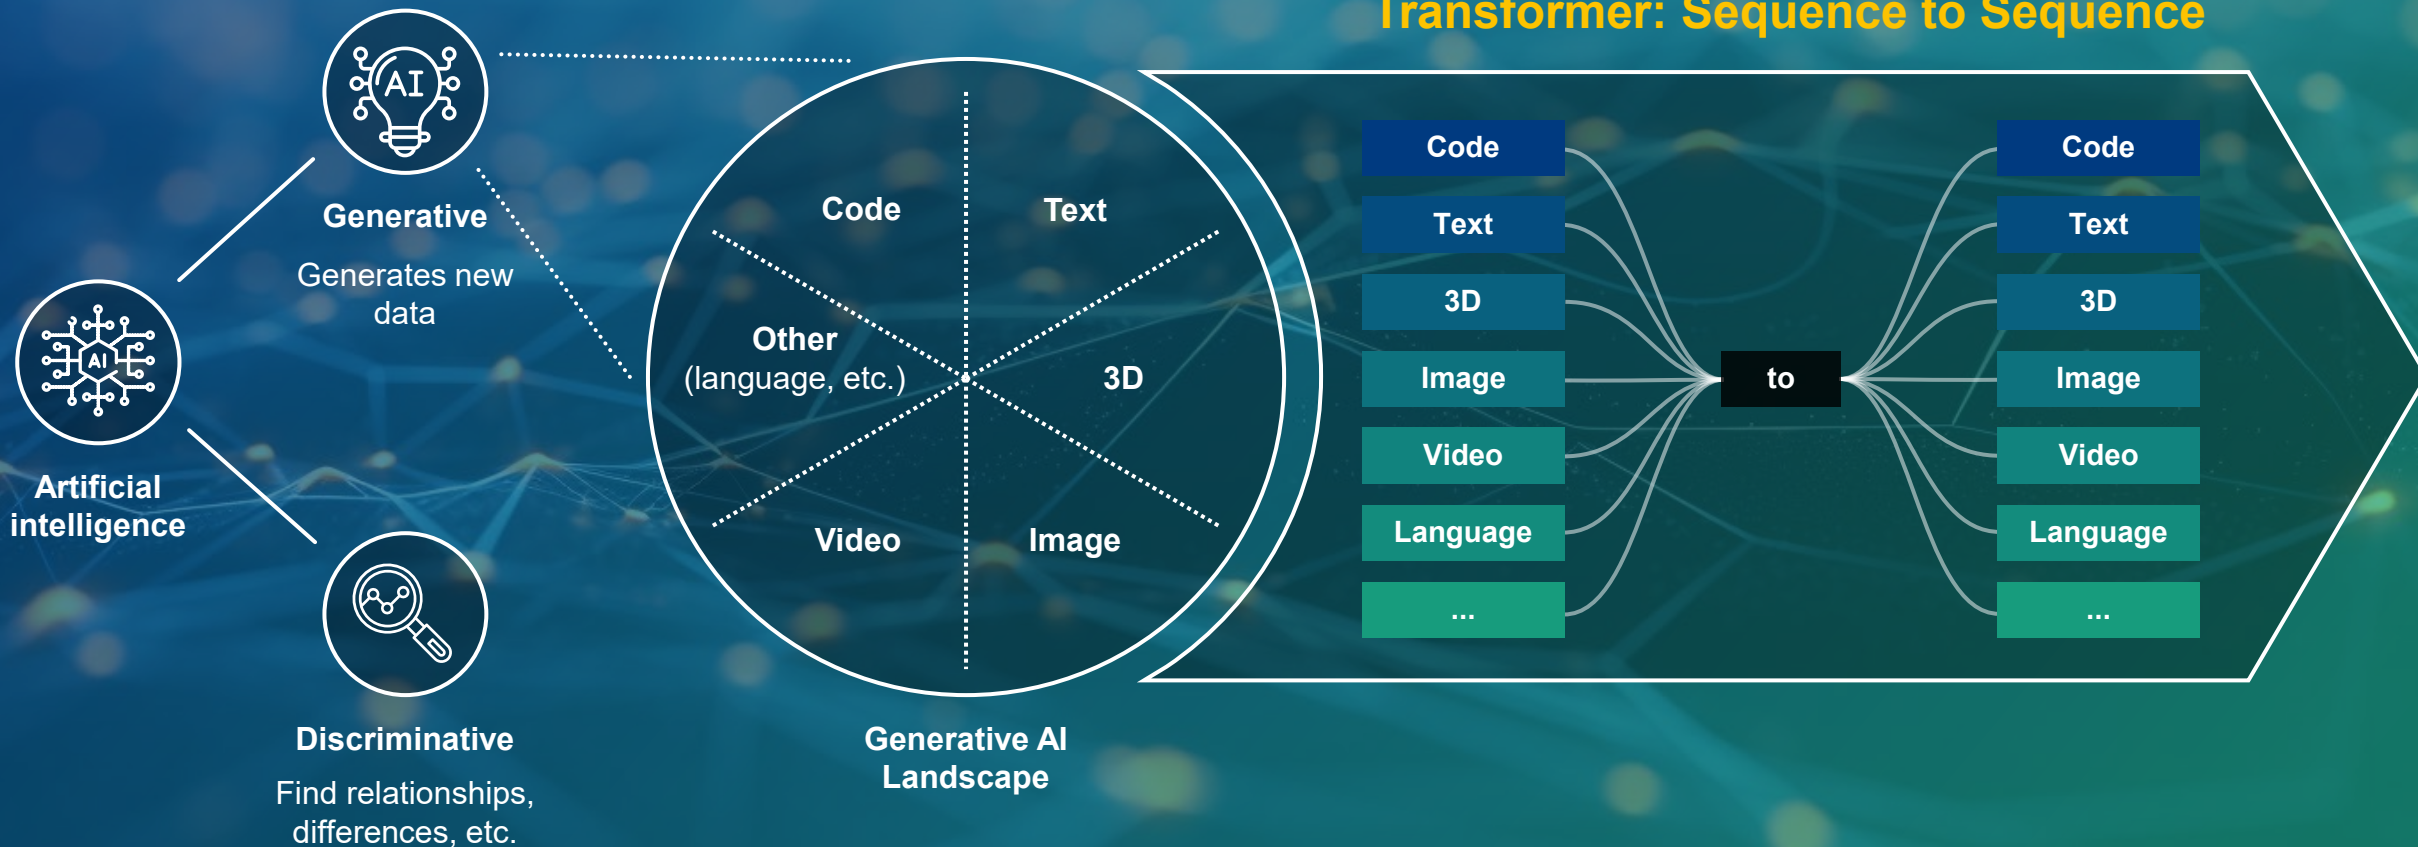 Transformer: Sequence to Sequence
AI
Generative
Generates new
data
AI
Artificial
intelligence
Discriminative
Find relationships,
differences, etc.
Code
Text
Other
(language, etc.)
3D
Video
Image
Generative AI
Landscape
Code
Text
3D
Image
Video
Language
...
to
Code
Text
3D
Image
Video
Language
...